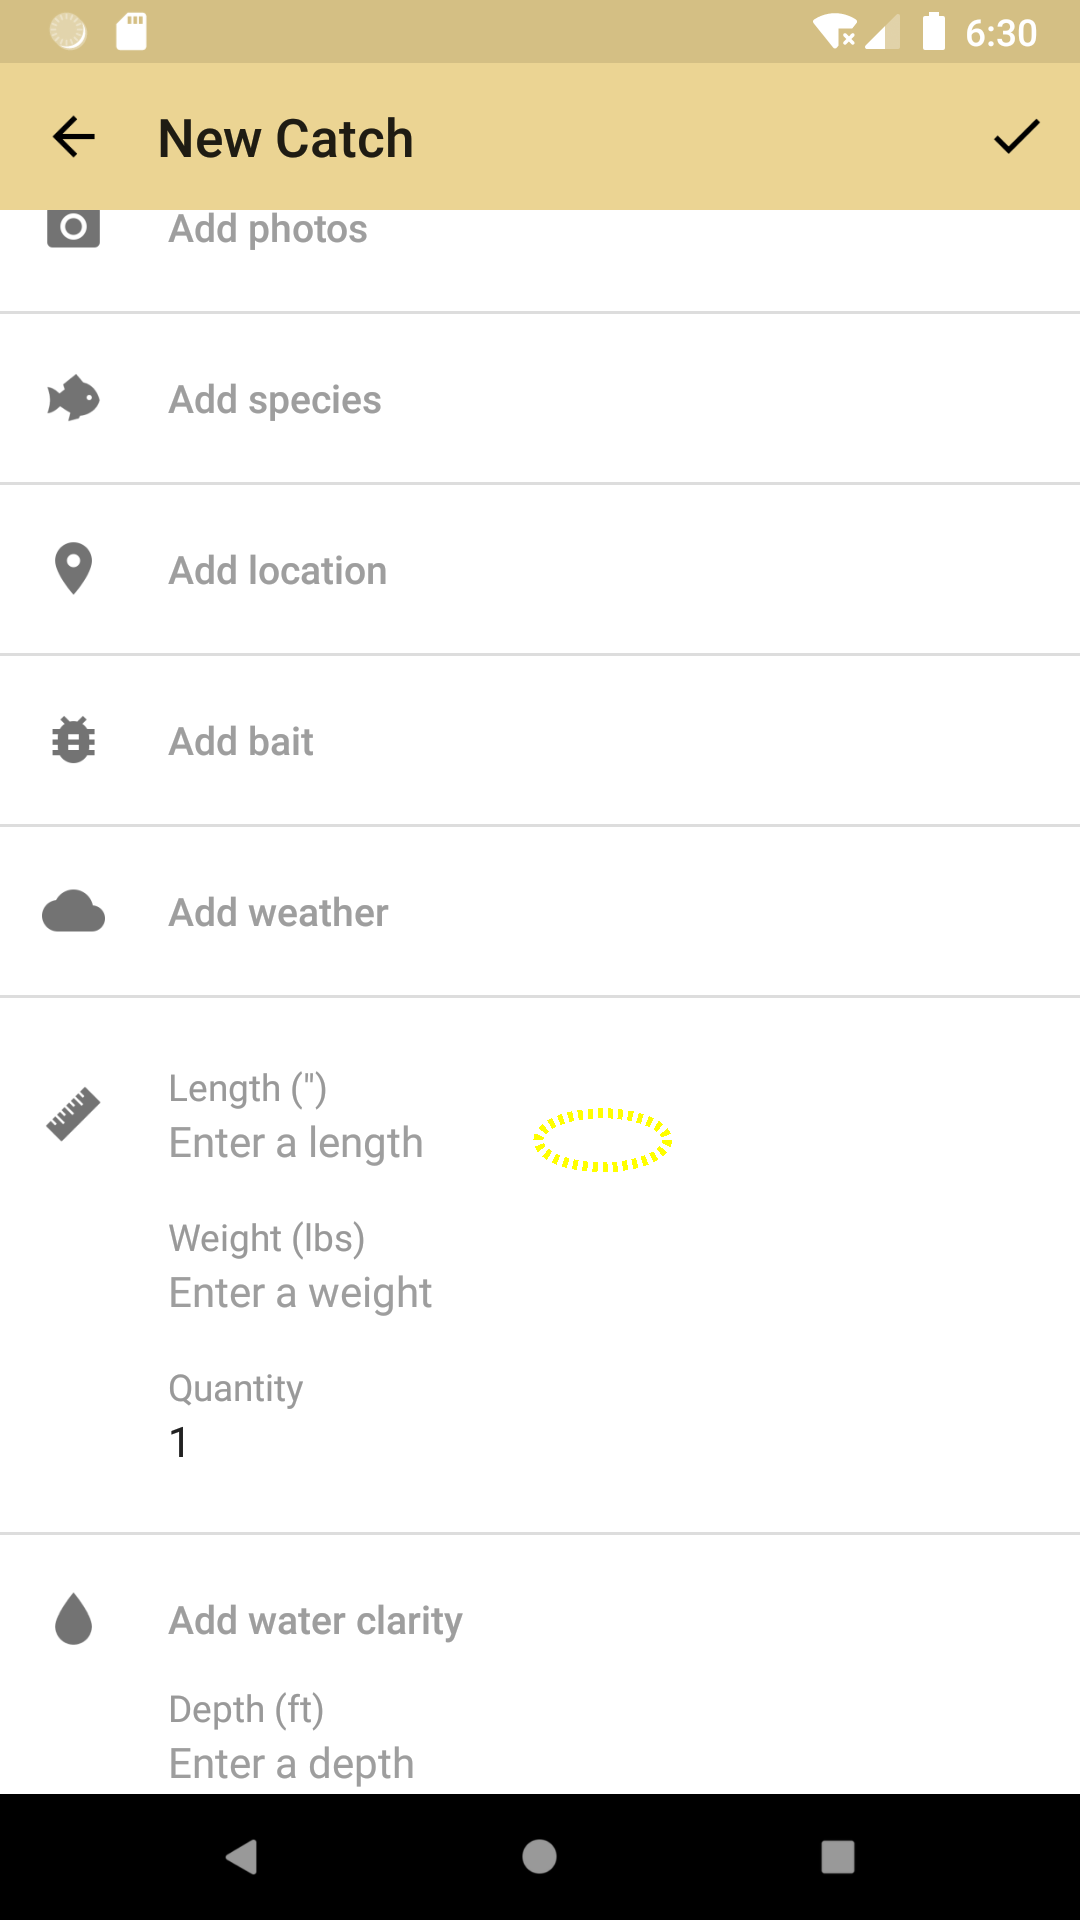 6:30
New Catch
Add photos
Add species
Add location
Add bait
Add weather
Length (")
Enter a length
Weight (lbs)
Enter a weight
Quantity
1
Add water clarity
Depth (ft)
Enter a depth